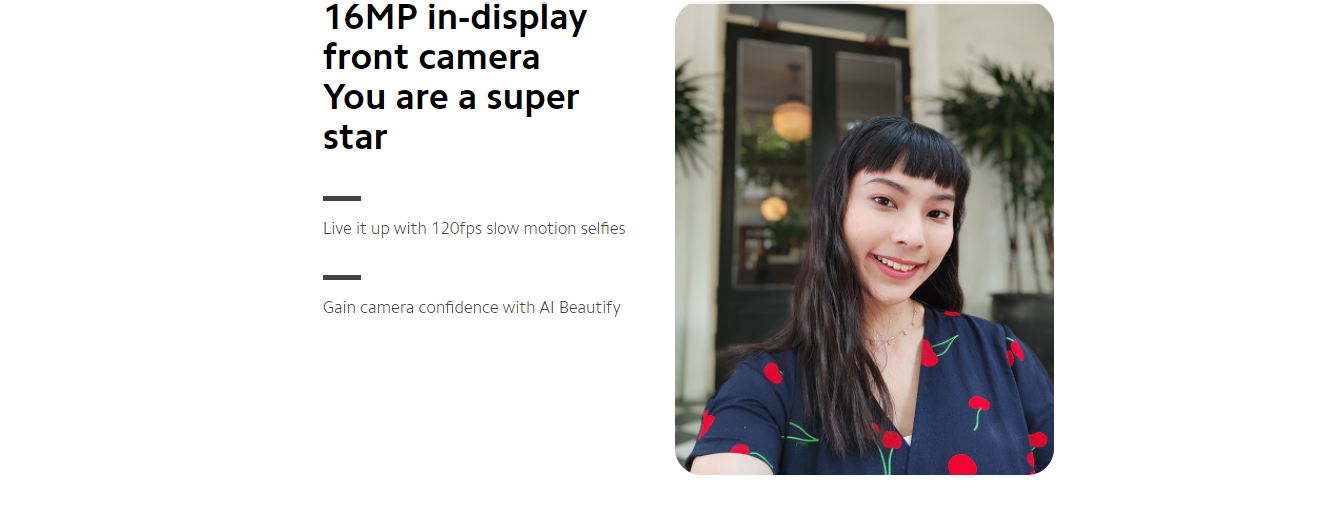 16MP in-display
front camera
You are a super
star
Live it up with 120fps slow motion selfies
Gain camera confidence with AI Beautify